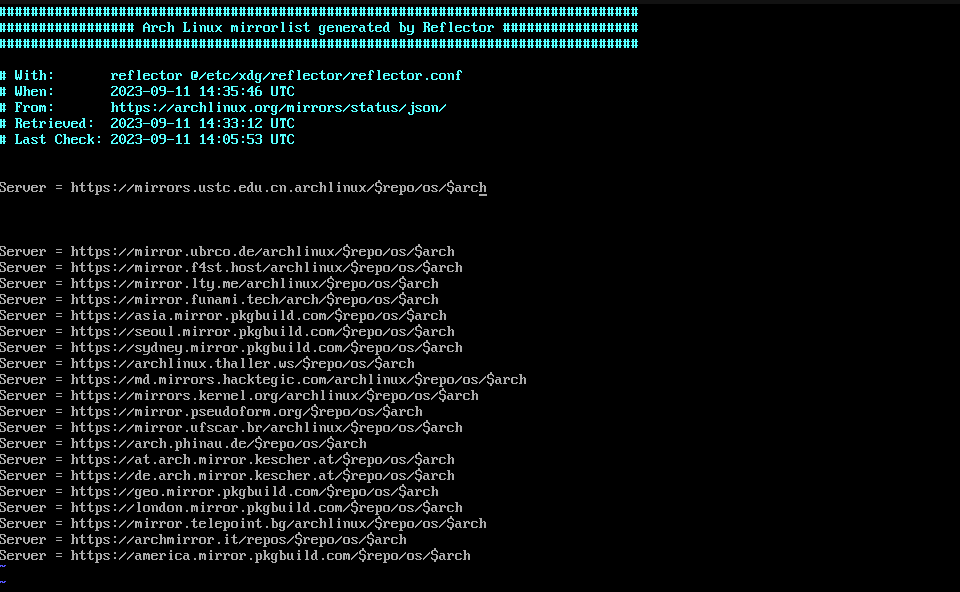 ################################################################################
################# Arch Linux mirrorlist generated by Reflector #################
################################################################################

# With:       reflector @/etc/xdg/reflector/reflector.conf
# When:       2023-09-11 14:35:46 UTC
# From:       https://archlinux.org/mirrors/status/json/
# Retrieved:  2023-09-11 14:33:12 UTC
# Last Check: 2023-09-11 14:05:53 UTC

Server = https://mirrors.ustc.edu.cn.archlinux/$repo/os/$arch

Server = https://mirror.ubrco.de/archlinux/$repo/os/$arch
Server = https://mirror.f4st.host/archlinux/$repo/os/$arch
Server = https://mirror.lty.me/archlinux/$repo/os/$arch
Server = https://mirror.funami.tech/arch/$repo/os/$arch
Server = https://asia.mirror.pkgbuild.com/$repo/os/$arch
Server = https://seoul.mirror.pkgbuild.com/$repo/os/$arch
Server = https://sydney.mirror.pkgbuild.com/$repo/os/$arch
Server = https://archlinux.thaller.ws/$repo/os/$arch
Server = https://md.mirrors.hacktegic.com/archlinux/$repo/os/$arch
Server = https://mirrors.kernel.org/archlinux/$repo/os/$arch
Server = https://mirror.pseudoform.org/$repo/os/$arch
Server = https://mirror.ufscar.br/archlinux/$repo/os/$arch
Server = https://arch.phinau.de/$repo/os/$arch
Server = https://at.arch.mirror.kescher.at/$repo/os/$arch
Server = https://de.arch.mirror.kescher.at/$repo/os/$arch
Server = https://geo.mirror.pkgbuild.com/$repo/os/$arch
Server = https://london.mirror.pkgbuild.com/$repo/os/$arch
Server = https://mirror.telepoint.bg/archlinux/$repo/os/$arch
Server = https://archmirror.it/repos/$repo/os/$arch
Server = https://america.mirror.pkgbuild.com/$repo/os/$arch
~
~